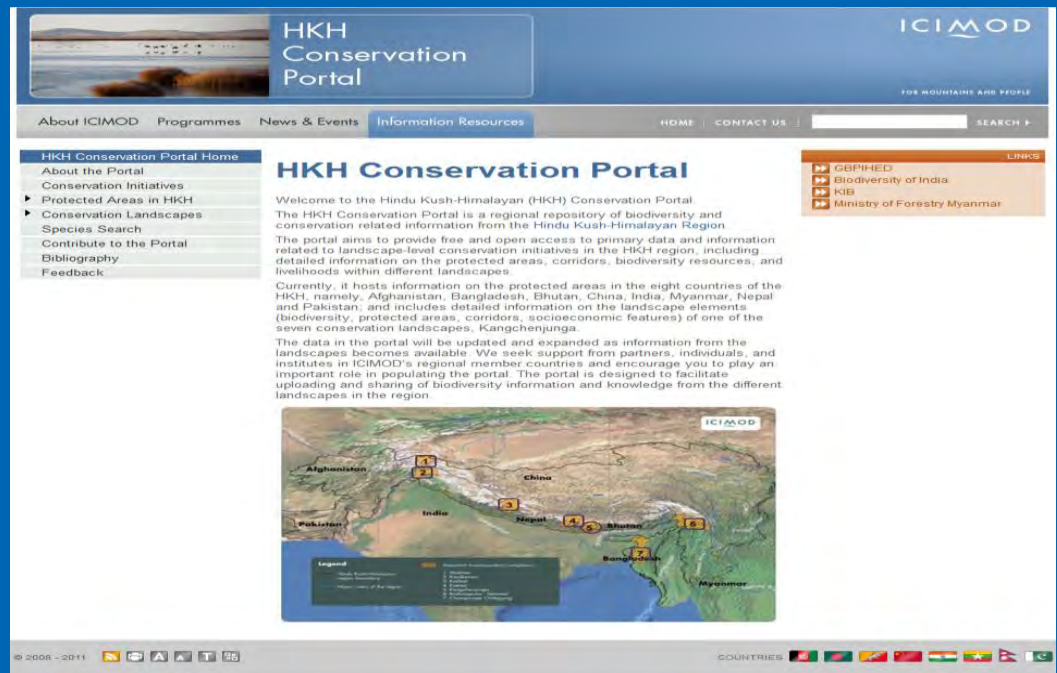 HKH
Conservation
Portal
ICIMOD
FOR MOUNTAINS AND PEOPLE
About ICIMOD Programmes News & Events Information Resources HOME CONTACT US SEARCH
HKH Conservation Portal Home
About the Portal
Conservation Initiatives
Protected Areas in HKH
Conservation Landscapes
Species Search
Contribute to the Portal
Bibliography
Feedback
HKH Conservation Portal
Welcome to the Hindu Kush-Himalayan (HKH) Conservation Portal.
The HKH Conservation Portal is a regional repository of biodiversity and
conservation related information from the Hindu Kush-Himalayan Region.
The portal aims to provide free and open access to primary data and information
related to landscape-level conservation initiatives in the HKH region, including
detailed information on the protected areas, corridors, biodiversity resources, and
livelihoods within different landscapes.
Currently, it hosts information on the protected areas in the eight countries of the
HKH, namely, Afghanistan, Bangladesh, Bhutan, China, India, Myanmar, Nepal
and Pakistan; and includes detailed information on the landscape elements
(biodiversity, protected areas, corridors, socioeconomic features) of one of the
seven conservation landscapes, Kangchenjunga.
The data in the portal will be updated and expanded as information from the
landscapes becomes available. We seek support from partners, individuals, and
institutes in ICIMOD's regional member countries and encourage you to play an
important role in populating the portal. The portal is designed to facilitate
uploading and sharing of biodiversity information and knowledge from the different
landscapes in the region.
LINKS
GBPIHED
Biodiversity of India
KIB
Ministry of Forestry Myanmar
ICIMOD
Afghanistan
1
2
China
3
India
Nepal
4
5
Bhutan
6
Pakistan
Bangladesh
7
Myanmar
Legend
© 2008 - 2011
COUNTRIES